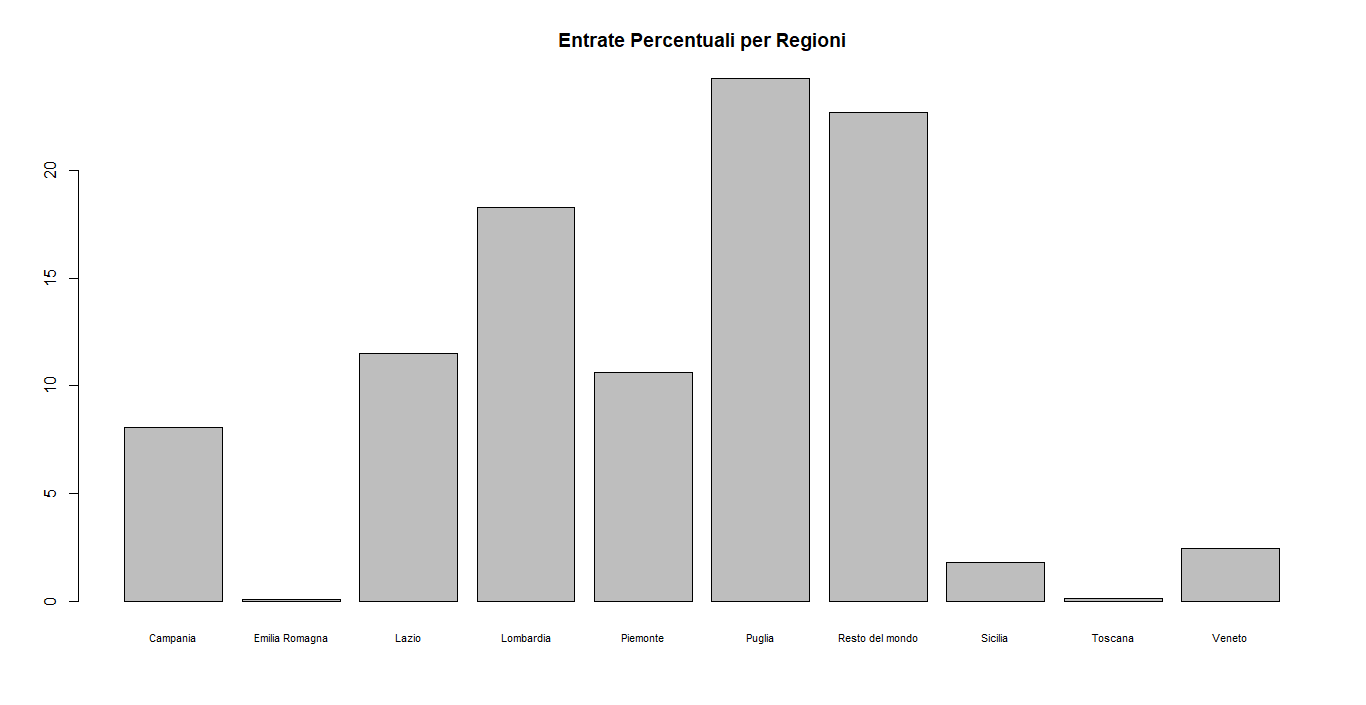 Entrate Percentuali per Regioni
20
15
10
5
0
Campania
Emilia Romagna
Lazio
Lombardia
Piemonte
Puglia
Resto del mondo
Sicilia
Toscana
Veneto